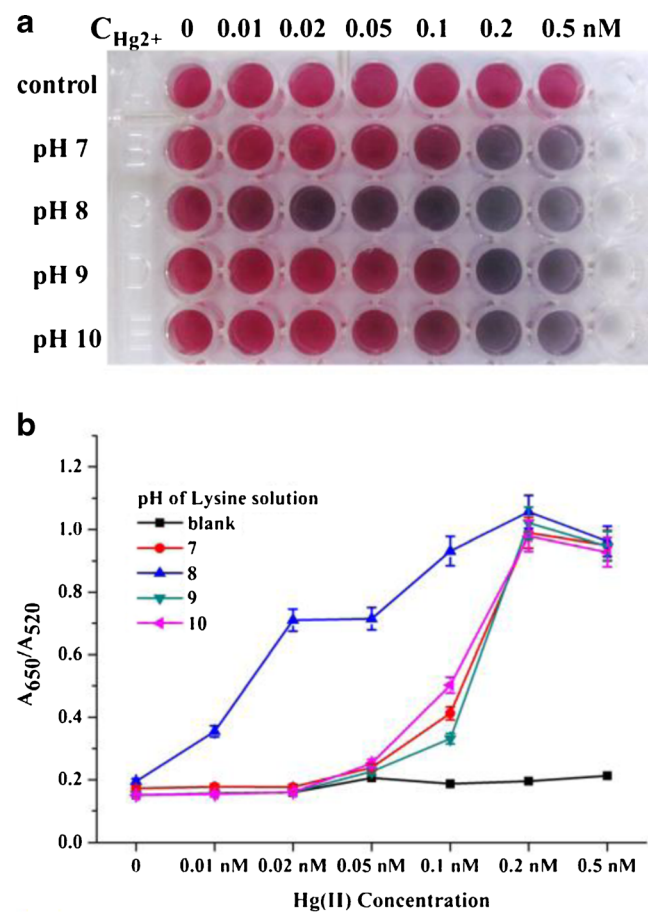 a
C Hg2+ 0 0.01 0.02 0.05 0.1 0.2 0.5 nM
control
pH 7
pH 8
pH 9
pH 10
b
1.2
1.0
0.8
0.6
0.4
0.2
0.0
A650/A520
pH of Lysine solution
blank
7
8
9
10
0 0.01 nM 0.02 nM 0.05 nM 0.1 nM 0.2 nM 0.5 nM
Hg(II) Concentration